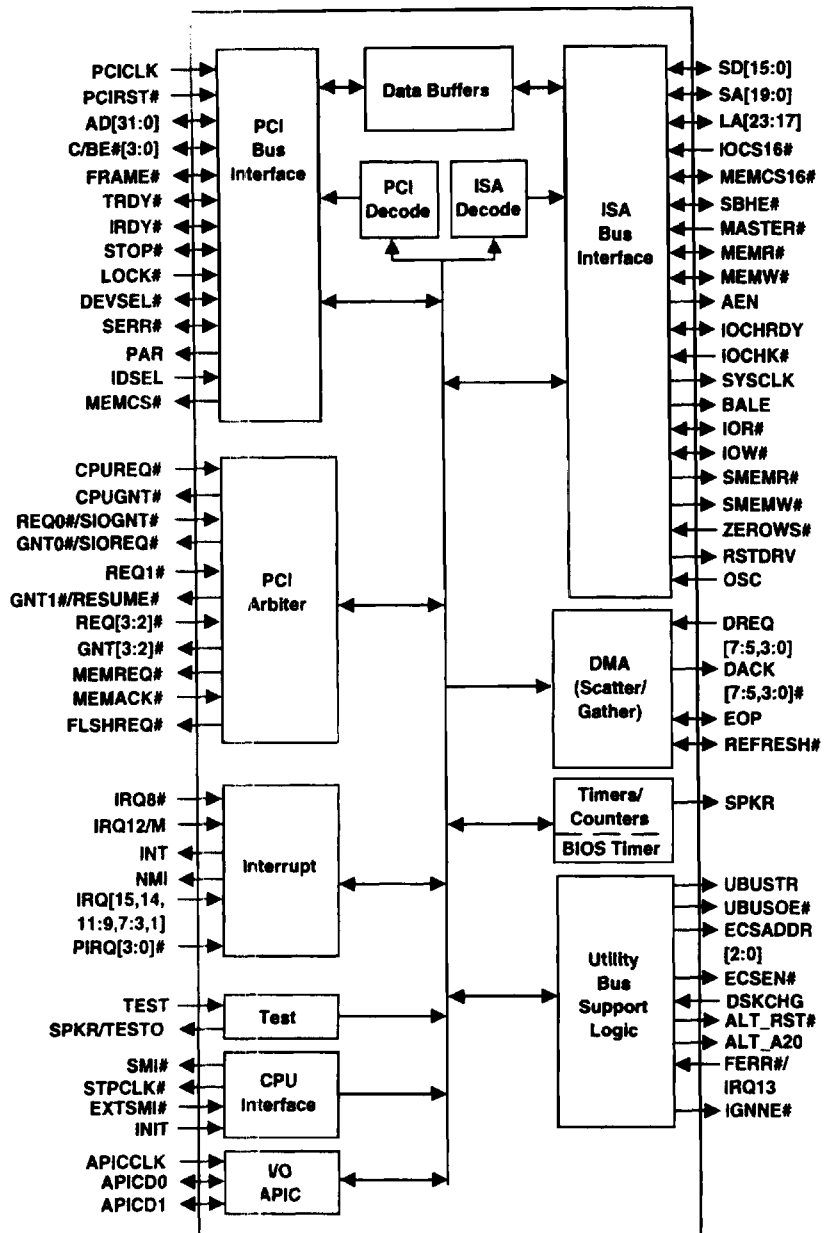 PCICLK
PCIRST#
AD[31:0]
C/BE#[3:0]
FRAME#
TRDY#
IRDY#
STOP#
LOCK#
DEVSEL#
SERR#
PAR
IDSEL
MEMCS#
PCI
Bus
Interface
Data Buffers
PCI
Decode
ISA
Decode
ISA
Bus
Interface
SD[15:0]
SA[19:0]
LA[23:17]
IOCS16#
MEMCS16#
SBHE#
MASTER#
MEMR#
MEMW#
AEN
IOCHRDY
IOCHK#
SYSCLK
BALE
IOR#
IOW#
SMEMR#
SMEMW#
ZEROWS#
RSTDRV
OSC
CPUREQ#
CPUGNT#
REQ0#/SIOGNT#
GNT0#/SIOREQ#
REQ1#
GNT1#/RESUME#
REQ[3:2]#
GNT[3:2]#
MEMREQ#
MEMACK#
FLSHREQ#
PCI
Arbiter
DMA
(Scatter/
Gather)
DREQ
[7:5,3:0]
DACK
[7:5,3:0]#
EOP
REFRESH#
IRQ8#
IRQ12/M
INT
NMI
IRQ[15,14,
11:9,7:3,1]
PIRQ[3:0]#
Interrupt
Timers/
Counters
BIOS Timer
SPKR
Utility
Bus
Support
Logic
UBUSTR
UBUSOE#
ECSADDR
[2:0]
ECSEN#
DSKCHG
ALT_RST#
ALT_A20
FERR#/
IRQ13
IGNNE#
TEST
SPKR/TESTO
Test
SMI#
STPCLK#
EXTSMI#
INIT
CPU
Interface
APICCLK
APICD0
APICD1
I/O
APIC